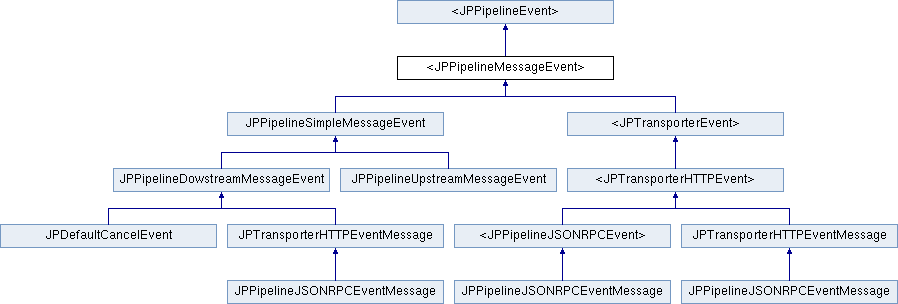 <JPPipelineEvent>
<JPPipelineMessageEvent>
JPPipelineSimpleMessageEvent
<JPTransporterEvent>
JPPipelineDowstreamMessageEvent
JPPipelineUpstreamMessageEvent
<JPTransporterHTTPEvent>
JPDefaultCancelEvent
JPTransporterHTTPEventMessage
<JPPipelineJSONRPCEvent>
JPTransporterHTTPEventMessage
JPPipelineJSONRPCEventMessage
JPPipelineJSONRPCEventMessage
JPPipelineJSONRPCEventMessage